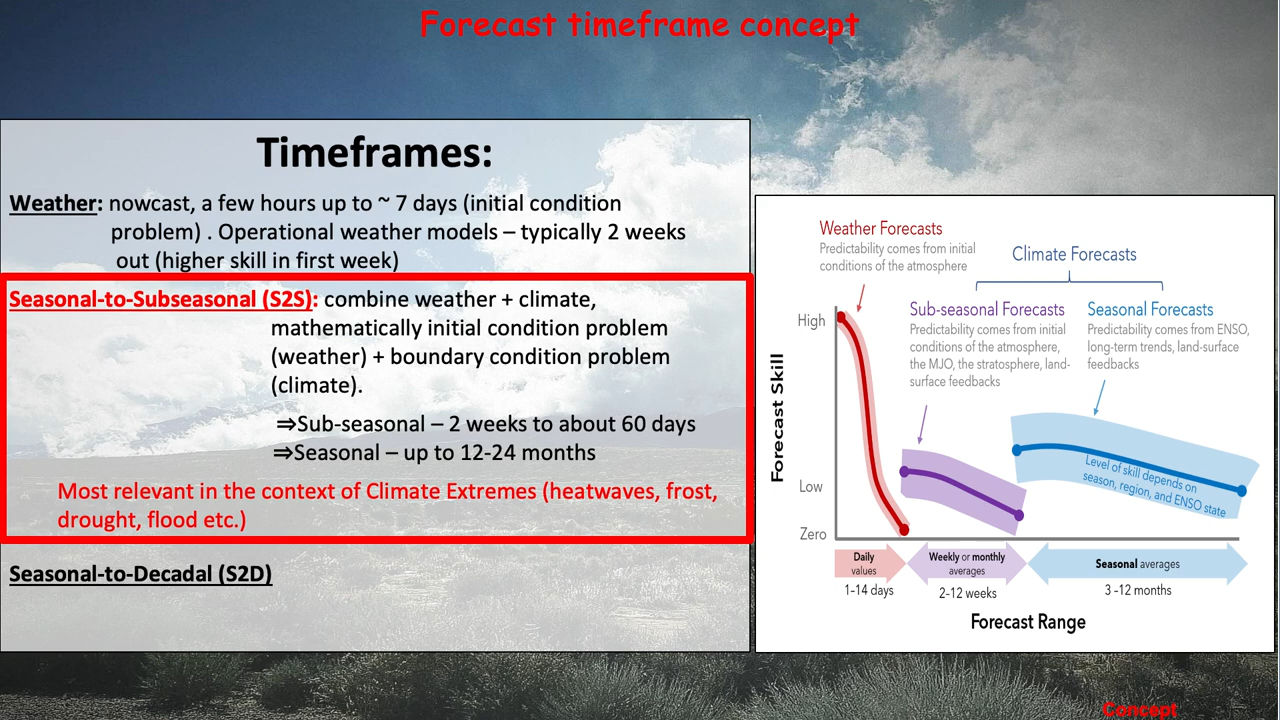 Forecast timeframe concept
Timeframes:
Weather: nowcast, a few hours up to ~ 7 days (initial condition
problem) . Operational weather models – typically 2 weeks
out (higher skill in first week)
Seasonal-to-Subseasonal (S2S): combine weather + climate,
mathematically initial condition problem
(weather) + boundary condition problem
(climate).
⇒Sub-seasonal – 2 weeks to about 60 days
⇒Seasonal – up to 12-24 months
Most relevant in the context of Climate Extremes (heatwaves, frost,
drought, flood etc.)
Seasonal-to-Decadal (S2D)
Weather Forecasts
Predictability comes from initial
conditions of the atmosphere
Climate Forecasts
Sub-seasonal Forecasts
Predictability comes from initial
conditions of the atmosphere,
the MJO, the stratosphere, land-
surface feedbacks
Seasonal Forecasts
Predictability comes from ENSO,
long-term trends, land-surface
feedbacks
Forecast Skill
High
Low
Zero
Level of skill depends on
season, region, and ENSO state
Daily
values
Weekly or monthly
averages
Seasonal averages
1-14 days
2-12 weeks
3 -12 months
Forecast Range
Concept